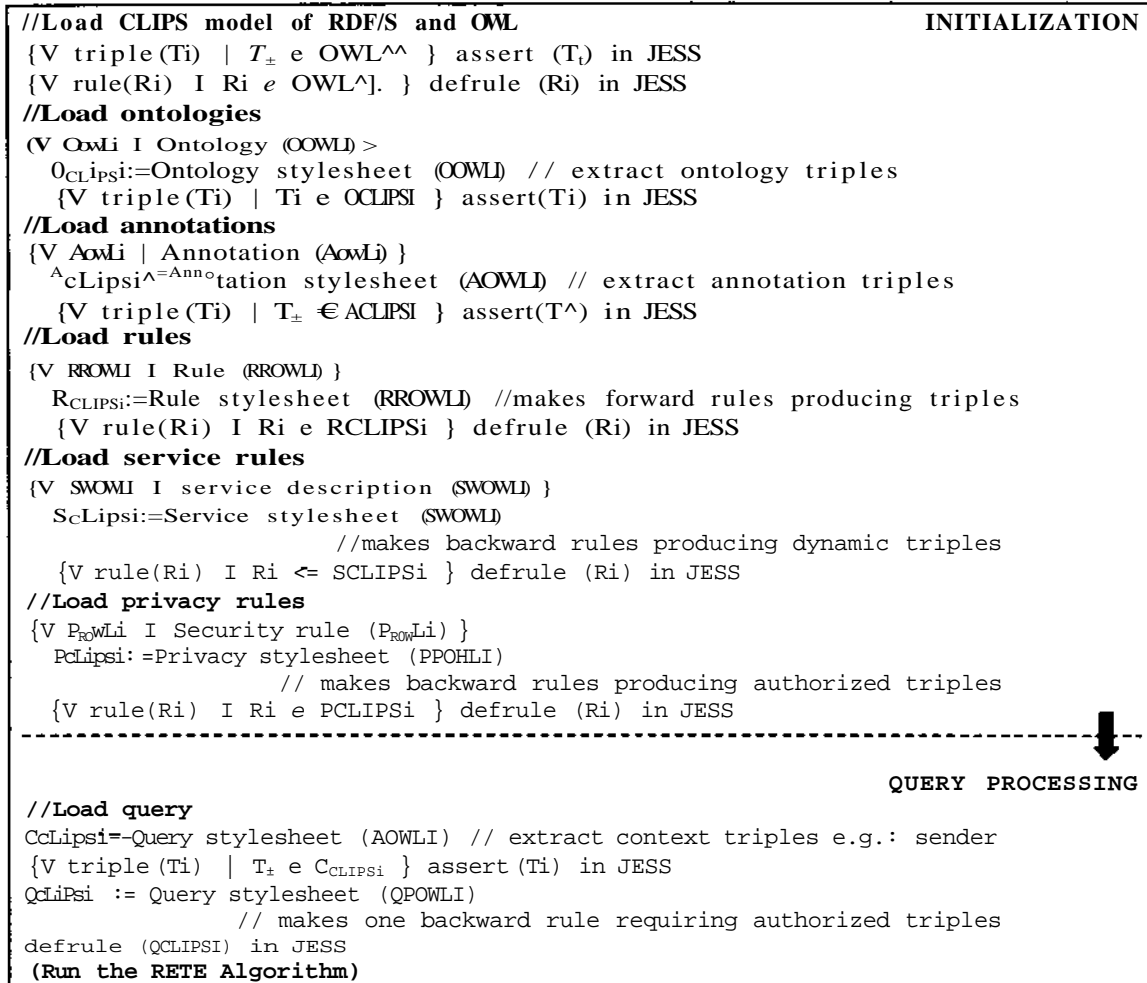 //Load CLIPS model of RDF/S and OWL INITIALIZATION
{V triple(Ti) | T± e OWL^^ } assert (Tt) in JESS
{V rule(Ri) I Ri e OWL^]. } defrule (Ri) in JESS
//Load ontologies
(V OowLi I Ontology (OOWLI) >
0CLiPSi:=Ontology stylesheet (OOWLI) // extract ontology triples
{V triple(Ti) | Ti e OCLIPSI } assert(Ti) in JESS
//Load annotations
{V AowLi | Annotation (AowLi) }
AcLipsi^=Annotation stylesheet (AOWLI) // extract annotation triples
{V triple(Ti) | T± € ACLIPSI } assert(T^) in JESS
//Load rules
{V RROWLI I Rule (RROWLI) }
RCLIPSi:=Rule stylesheet (RROWLI) //makes forward rules producing triples
{V rule(Ri) I Ri e RCLIPSi } defrule (Ri) in JESS
//Load service rules
{V SWOWLI I service description (SWOWLI) }
ScLipsi:=Service stylesheet (SWOWLI)
//makes backward rules producing dynamic triples
{V rule(Ri) I Ri <= SCLIPSi } defrule (Ri) in JESS
//Load privacy rules
{V PROWLi I Security rule (PR0WLi) }
PcLipsi:=Privacy stylesheet (PPOHLI)
// makes backward rules producing authorized triples
{V rule(Ri) I Ri e PCLIPSi } defrule (Ri) in JESS
QUERY PROCESSING
//Load query
CcLipsi=-Query stylesheet (AOWLI) // extract context triples e.g.: sender
{V triple(Ti) | T± e CCLIPSi } assert(Ti) in JESS
QcLiPsi := Query stylesheet (QPOWLI)
// makes one backward rule requiring authorized triples
defrule (QCLIPSI) in JESS
(Run the RETE Algorithm)